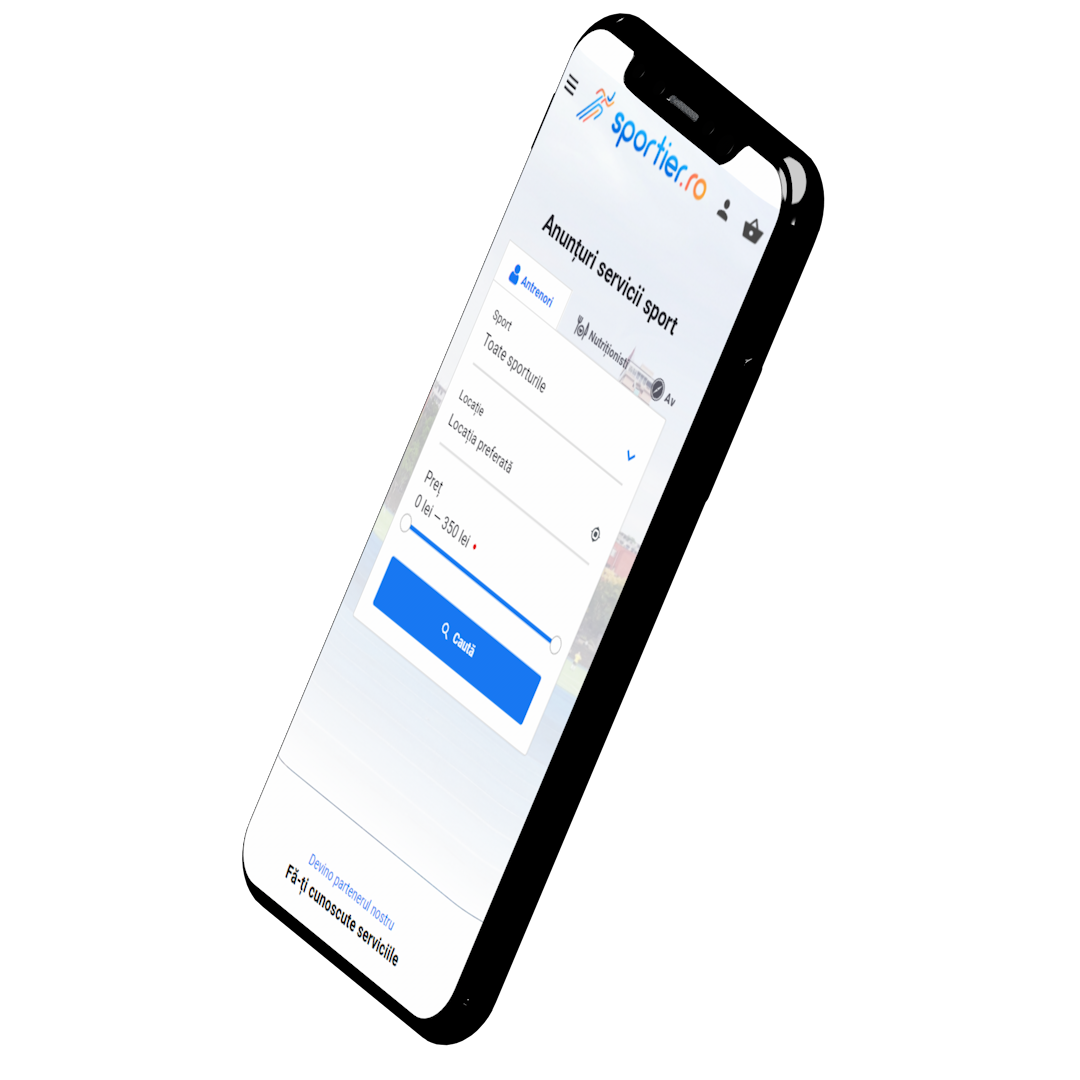 sportier.ro
Anunțuri servicii sport
Antrenori
Nutriționisti
Av
Sport
Toate sporturile
Locație
Locația preferată
Preț
0 lei – 350 lei
Caută
Devino partenerul nostru
Fă-ți cunoscute serviciile